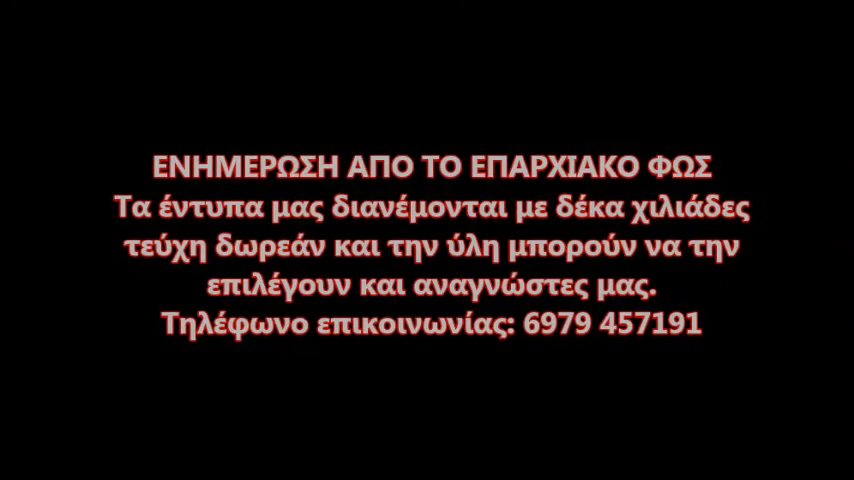 ΕΝΗΜΕΡΩΣΗ ΑΠΟ ΤΟ ΕΠΑΡΧΙΑΚΟ ΦΩΣ
Τα έντυπα μας διανέμονται με δέκα χιλιάδες
τεύχη δωρεάν και την ύλη μπορούν να την
επιλέγουν και αναγνώστες μας.
Τηλέφωνο επικοινωνίας: 6979 457191